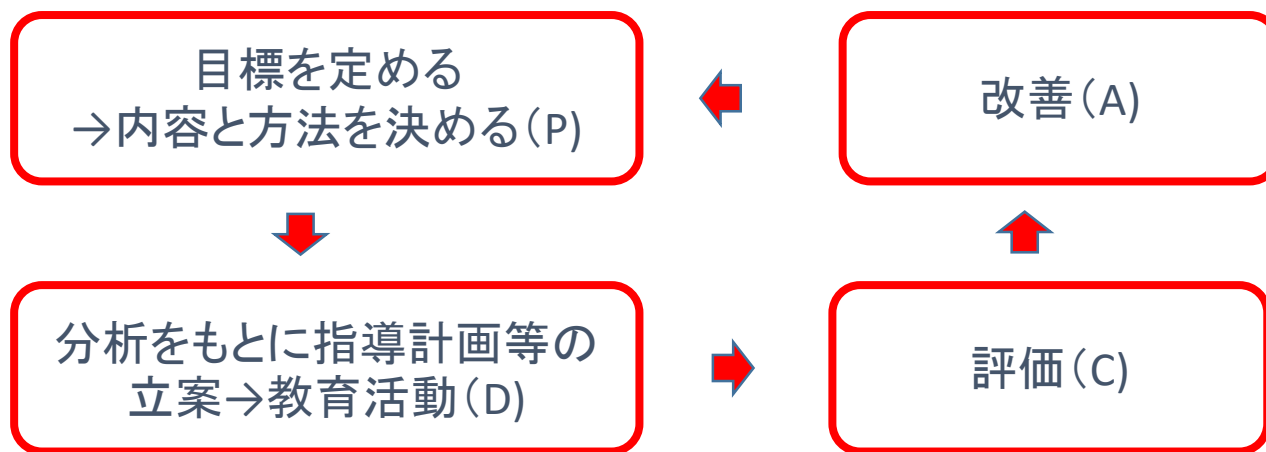 目標を定める
→内容と方法を決める(P)
分析をもとに指導計画等の
立案→教育活動(D)
評価(C)
改善(A)